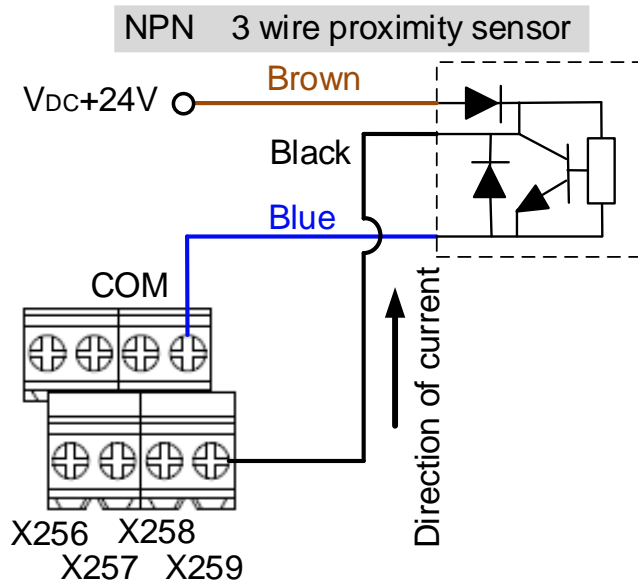 NPN 3 wire proximity sensor
Brown
VDC+24V
Black
Blue
COM
Direction of current
X256 X258
X257 X259